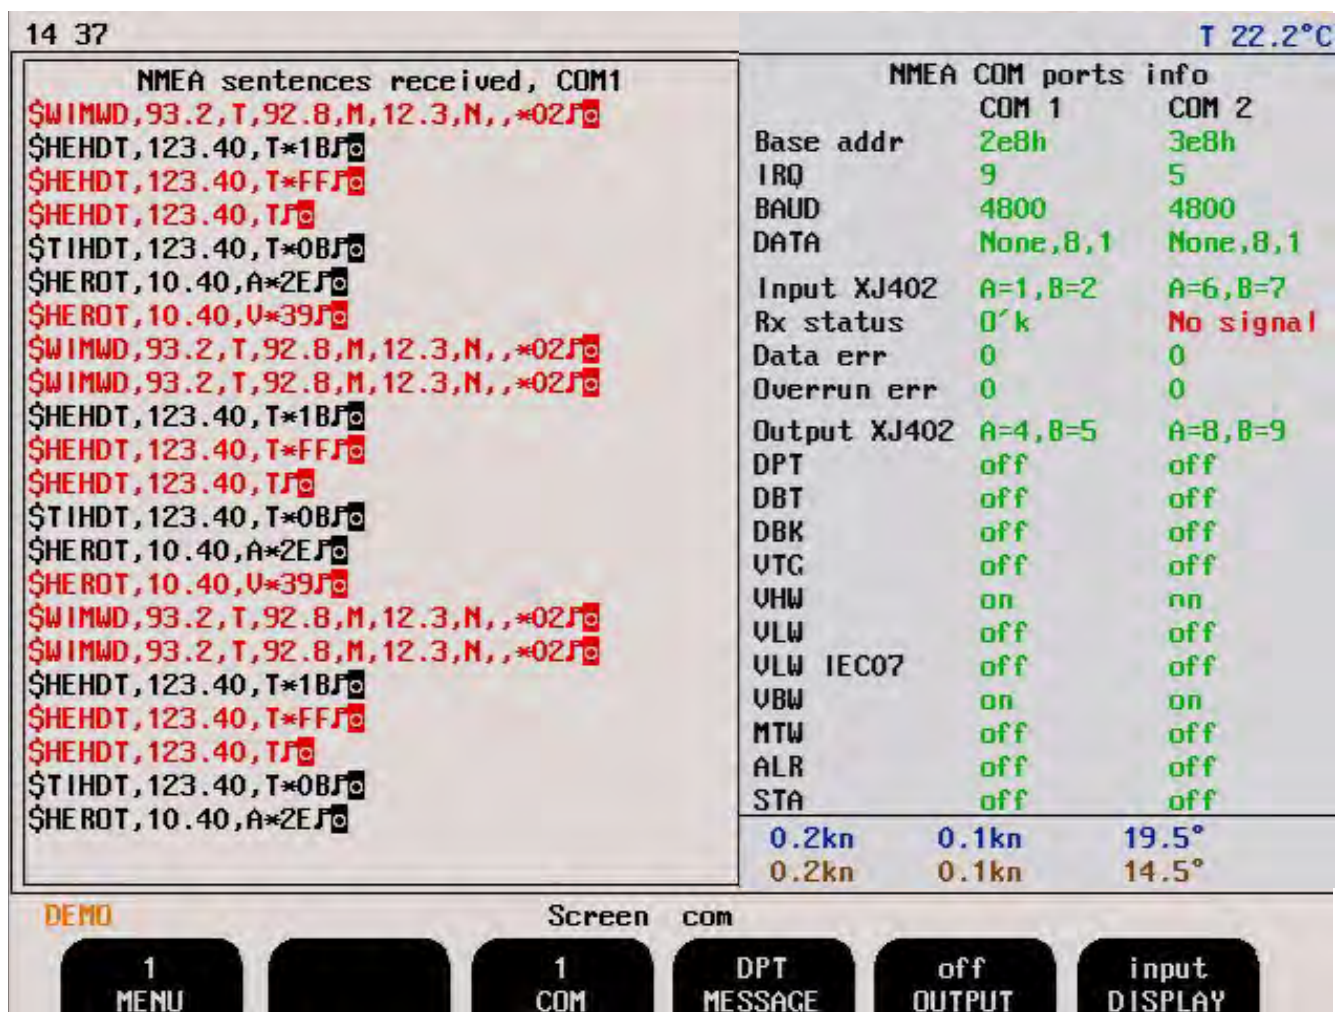 14 37
T 22.2°C
NMEA sentences received, COM1
$WIMWD,93.2,T,92.8,M,12.3,N,,*02♪◙
$HEHDT,123.40,T*1B♪◙
$HEHDT,123.40,T*FF♪◙
$HEHDT,123.40,T♪◙
$TIHDT,123.40,T*0B♪◙
$HEROT,10.40,A*2E♪◙
$HEROT,10.40,V*39♪◙
$WIMWD,93.2,T,92.8,M,12.3,N,,*02♪◙
$WIMWD,93.2,T,92.8,M,12.3,N,,*02♪◙
$HEHDT,123.40,T*1B♪◙
$HEHDT,123.40,T*FF♪◙
$HEHDT,123.40,T♪◙
$TIHDT,123.40,T*0B♪◙
$HEROT,10.40,A*2E♪◙
$HEROT,10.40,V*39♪◙
$WIMWD,93.2,T,92.8,M,12.3,N,,*02♪◙
$WIMWD,93.2,T,92.8,M,12.3,N,,*02♪◙
$HEHDT,123.40,T*1B♪◙
$HEHDT,123.40,T*FF♪◙
$HEHDT,123.40,T♪◙
$TIHDT,123.40,T*0B♪◙
$HEROT,10.40,A*2E♪◙
NMEA COM ports info
COM 1 COM 2
Base addr 2e8h 3e8h
IRQ 9 5
BAUD 4800 4800
DATA None,8,1 None,8,1
Input XJ402 A=1,B=2 A=6,B=7
Rx status O´k No signal
Data err 0 0
Overrun err 0 0
Output XJ402 A=4,B=5 A=8,B=9
DPT off off
DBT off off
DBK off off
VTG off off
VHW on on
VLW off off
VLW IEC07 off off
VBW on on
MTW off off
ALR off off
STA off off
0.2kn 0.1kn 19.5°
0.2kn 0.1kn 14.5°
DEMO Screen com
1 1 DPT off input
MENU COM MESSAGE OUTPUT DISPLAY